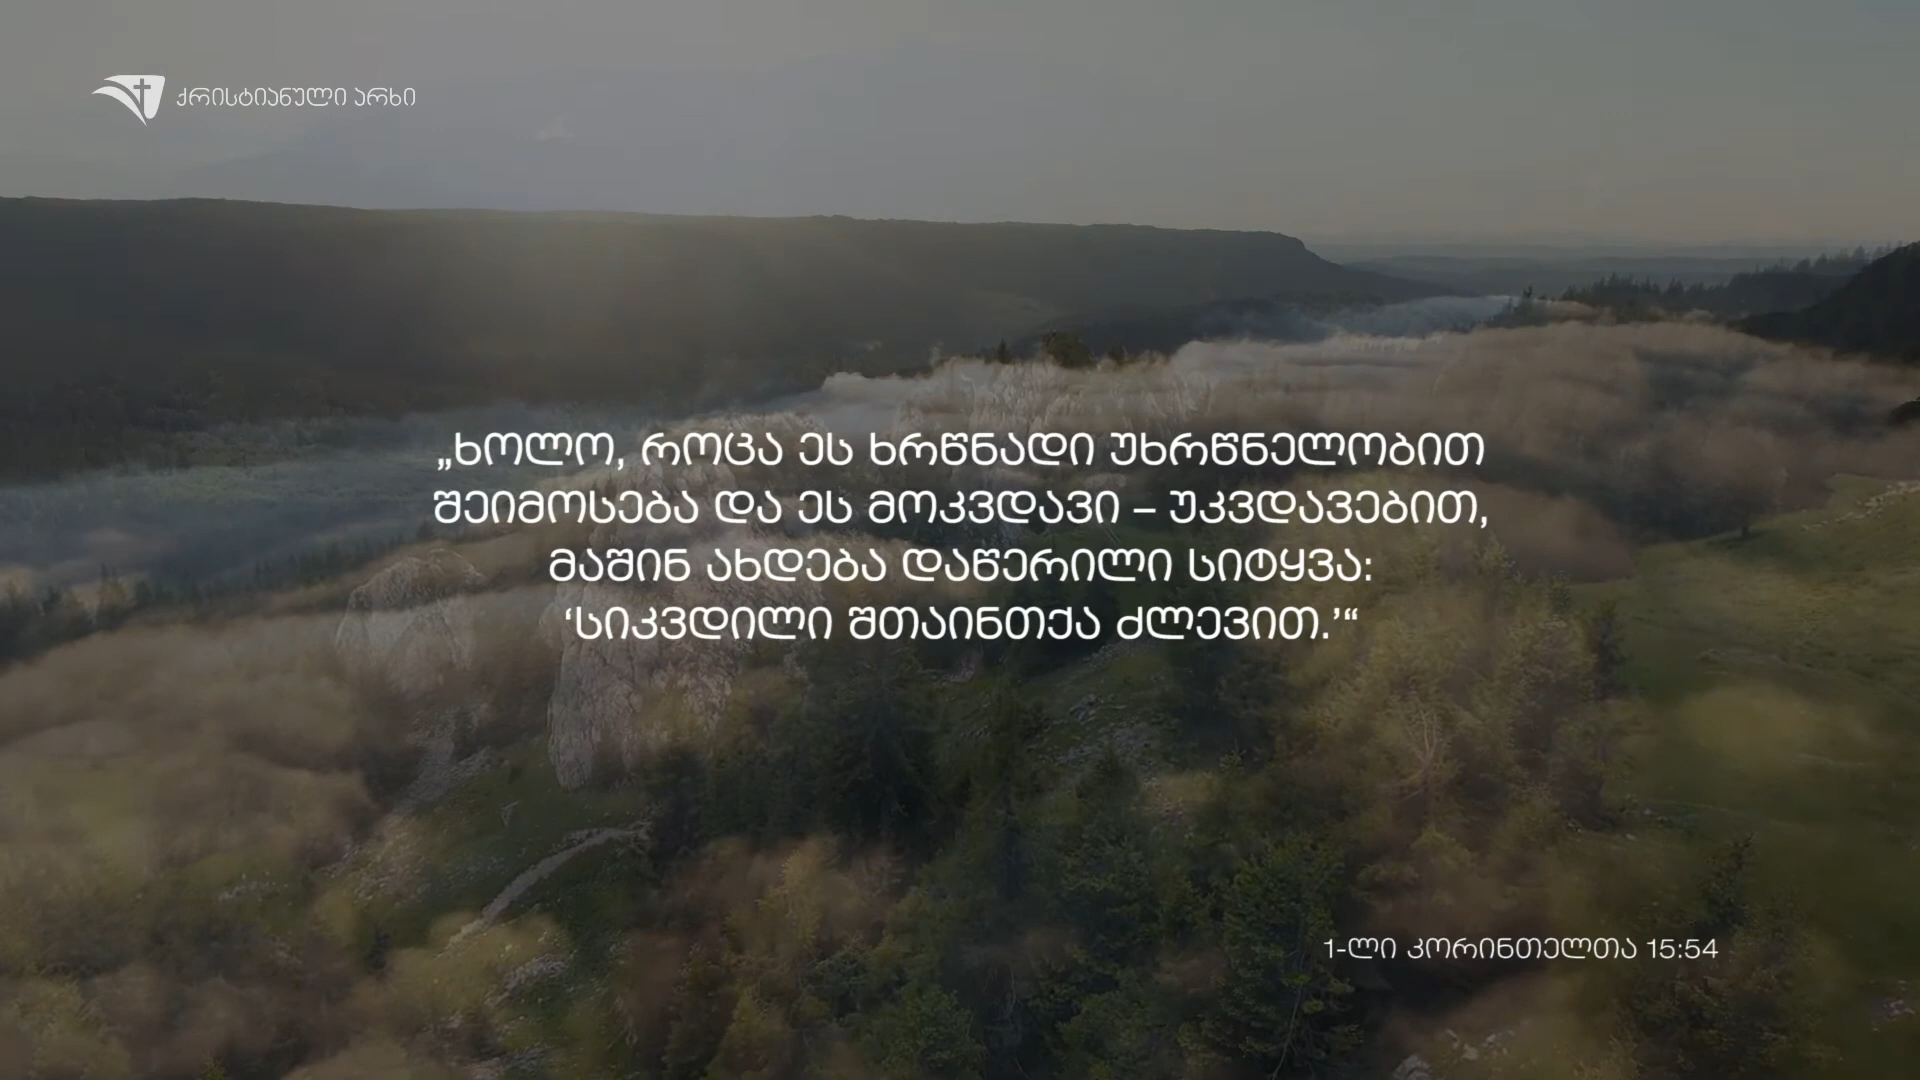 ქრისტიანული არხი
„ხოლო, როცა ეს ხრწნადი უხრწნელობით
შეიმოსება და ეს მოკვდავი – უკვდავებით,
მაშინ ახდება დაწერილი სიტყვა:
‘სიკვდილი შთაინთქა ძლევით.’“
1-ლი კორინთელთა 15:54